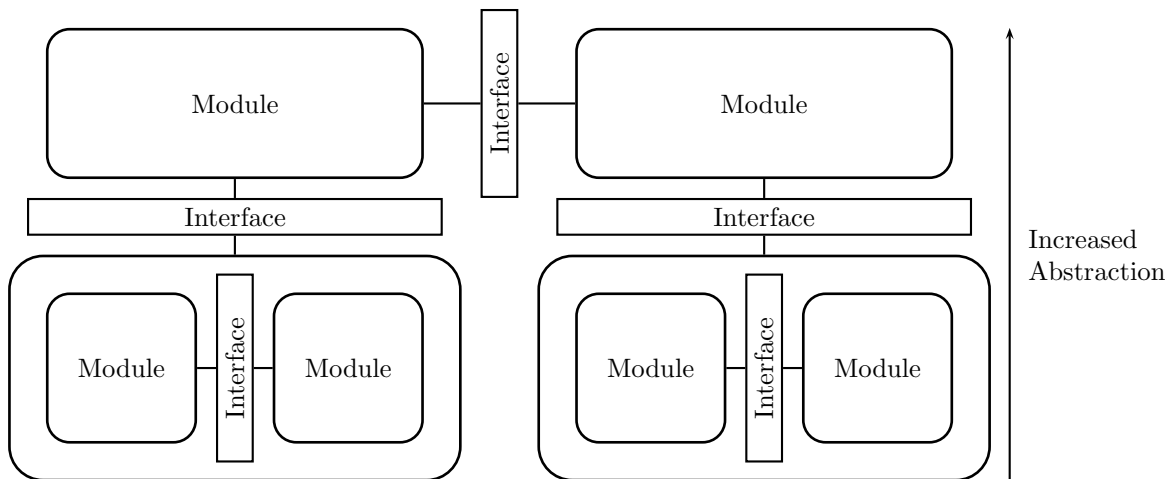 Module
Interface
Module
Interface
Interface
Increased
Abstraction
Module
Interface
Module
Module
Interface
Module